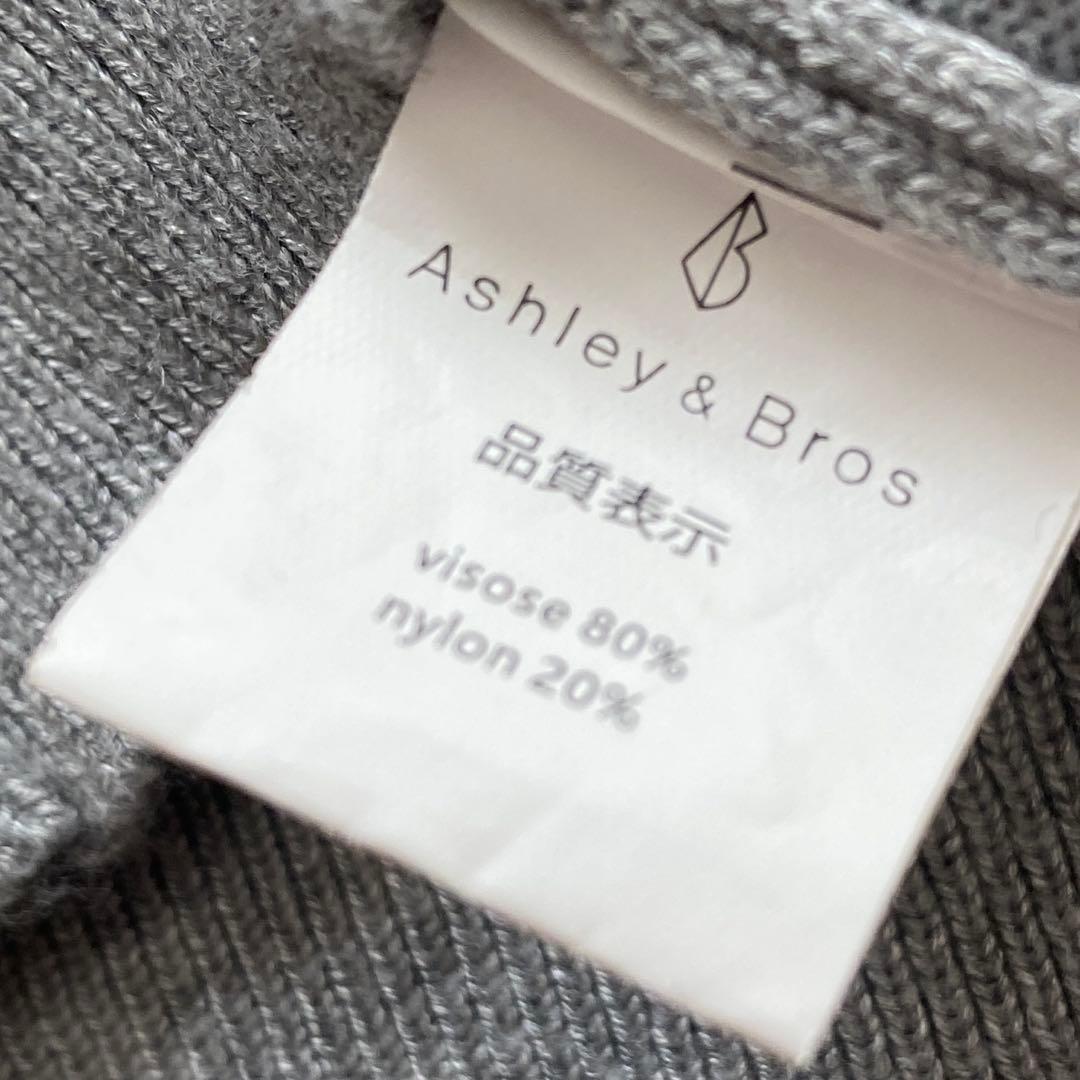 Ashley & Bros
品質表示
visose 80%
nylon 20%